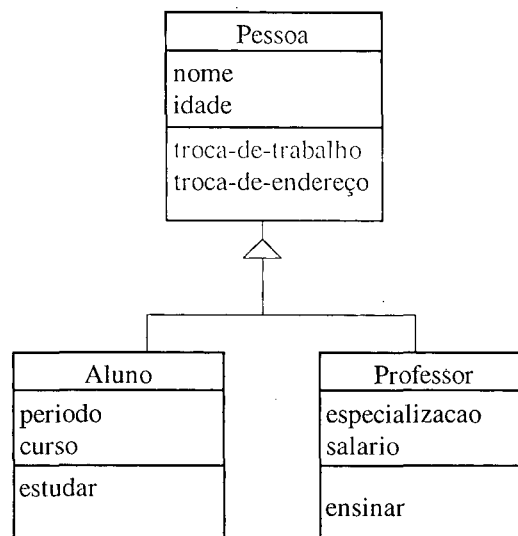 Pessoa
nome
idade
troca-de-trabalho
troca-de-endereço
Aluno
periodo
curso
estudar
Professor
especializacao
salario
ensinar